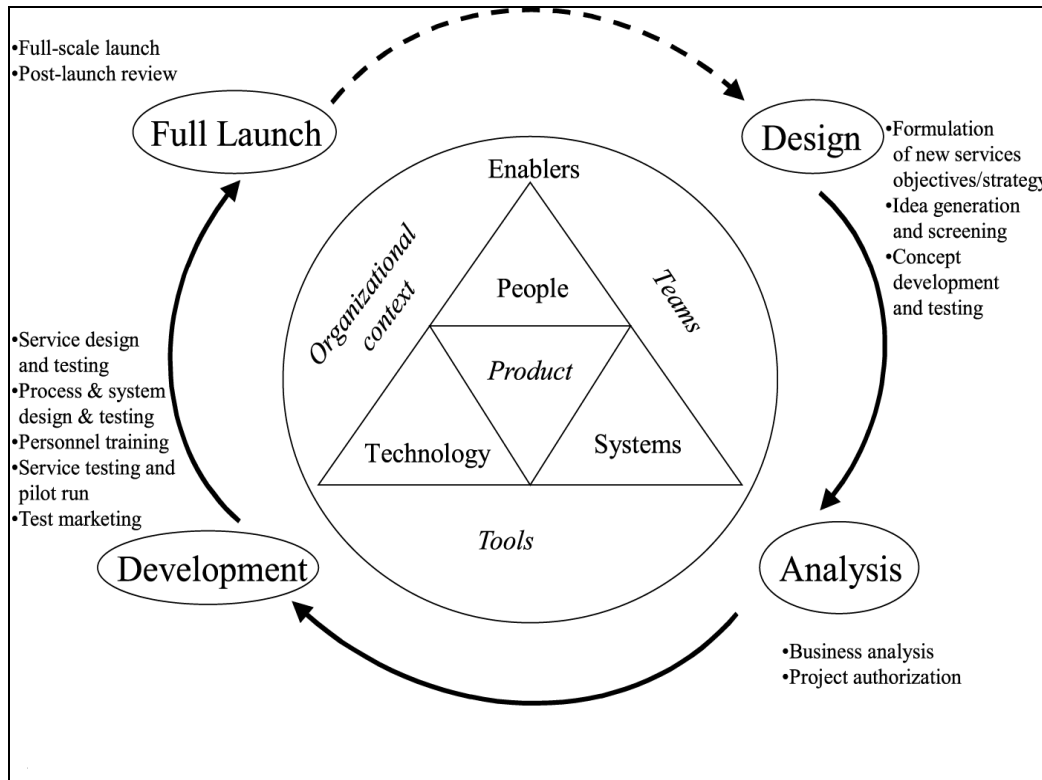 •Full-scale launch
•Post-launch review
Full Launch
Design
•Formulation
of new services
objectives/strategy
•Idea generation
and screening
•Concept
development
and testing
Enablers
Organizational
context
Teams
People
Product
Technology
Systems
Tools
•Service design
and testing
•Process & system
design & testing
•Personnel training
•Service testing and
pilot run
•Test marketing
Development
Analysis
•Business analysis
•Project authorization